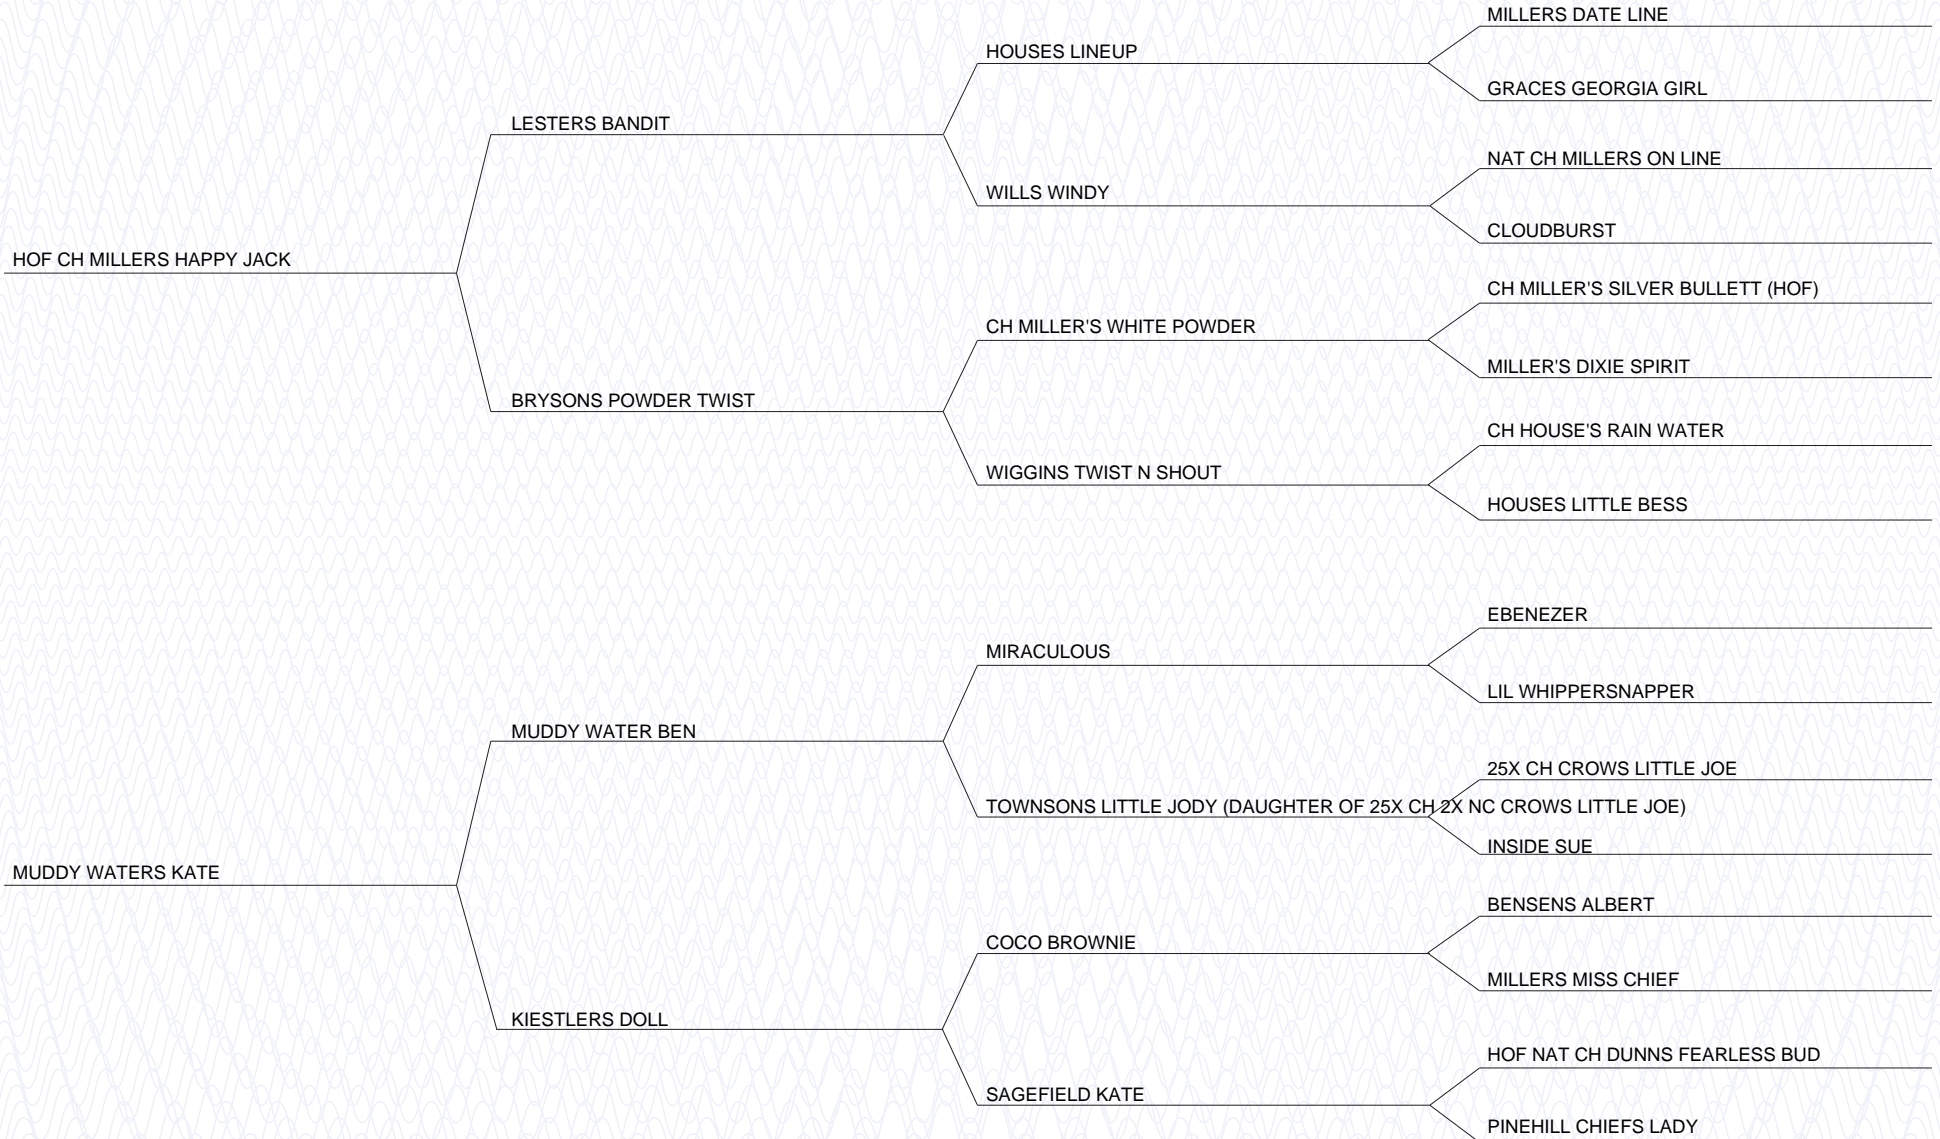 MILLERS DATE LINE
HOUSES LINEUP
GRACES GEORGIA GIRL
LESTERS BANDIT
NAT CH MILLERS ON LINE
WILLS WINDY
CLOUDBURST
HOF CH MILLERS HAPPY JACK
CH MILLER'S SILVER BULLETT (HOF)
CH MILLER'S WHITE POWDER
MILLER'S DIXIE SPIRIT
BRYSONS POWDER TWIST
CH HOUSE'S RAIN WATER
WIGGINS TWIST N SHOUT
HOUSES LITTLE BESS
EBENEZER
MIRACULOUS
LIL WHIPPERSNAPPER
MUDDY WATER BEN
25X CH CROWS LITTLE JOE
TOWNSONS LITTLE JODY (DAUGHTER OF 25X CH 2X NC CROWS LITTLE JOE)
INSIDE SUE
MUDDY WATERS KATE
BENSENS ALBERT
COCO BROWNIE
MILLERS MISS CHIEF
KIESTLERS DOLL
HOF NAT CH DUNNS FEARLESS BUD
SAGEFIELD KATE
PINEHILL CHIEFS LADY